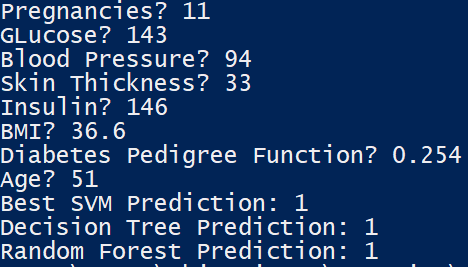 Pregnancies? 11
GLucose? 143
Blood Pressure? 94
Skin Thickness? 33
Insulin? 146
BMI? 36.6
Diabetes Pedigree Function? 0.254
Age? 51
Best SVM Prediction: 1
Decision Tree Prediction: 1
Random Forest Prediction: 1